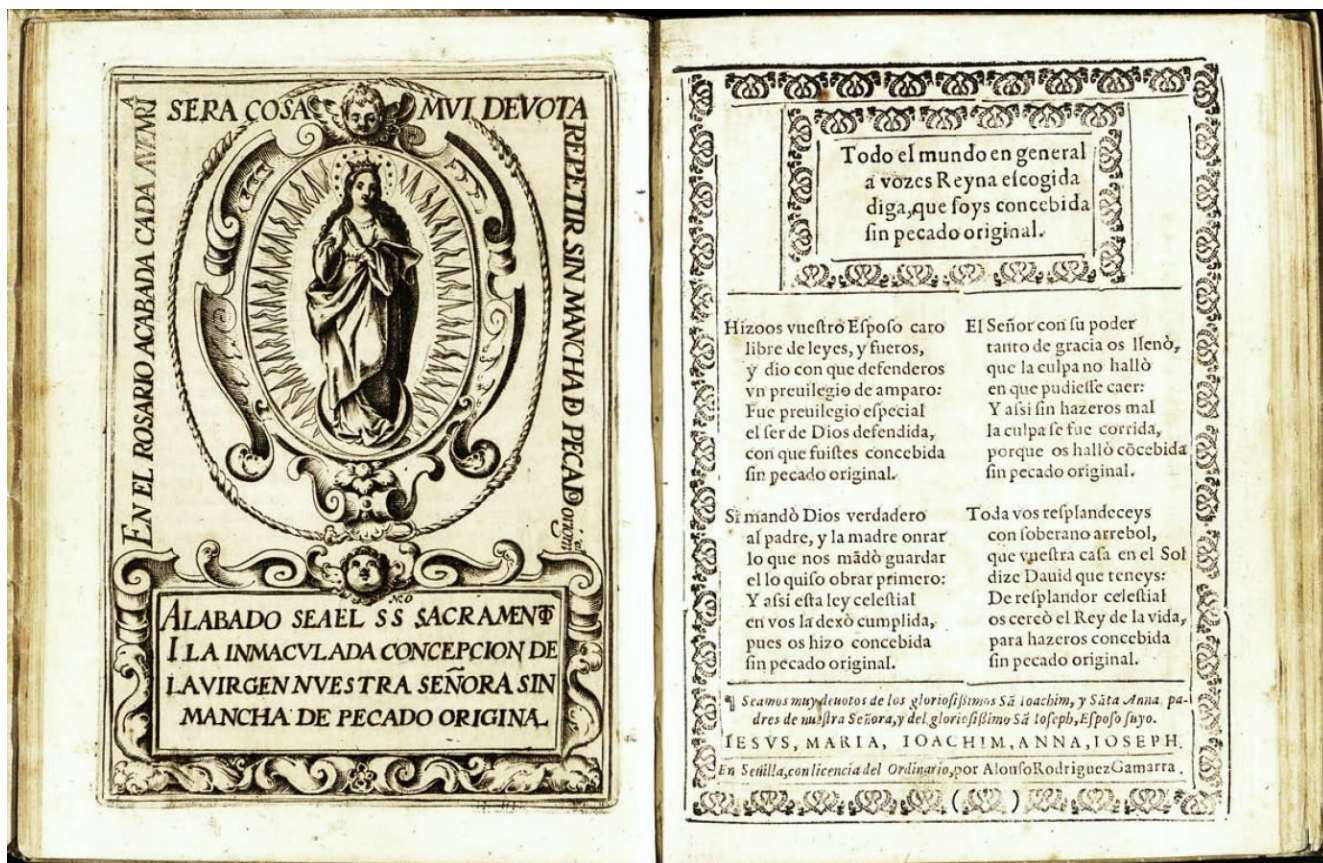 EN EL ROSARIO ACABADA CADA AVEMRÍA
SERA COSA MVI DEVOTA
REPETIR SIN MANCHA Đ PECADO original
ALABADO SEA EL SS SACRAMENTO
I LA INMACVLADA CONCEPCION DE
LA VIRGEN NVESTRA SEÑORA SIN
MANCHA DE PECADO ORIGINAL
Todo el mundo en general
a vozes Reyna eſcogida
diga, que ſoys concebida
ſin pecado original.
Hizoos vueſtro Eſpoſo caro
libre de leyes, y fueros,
y dio con que defenderos
vn preuilegio de amparo:
Fue preuilegio eſpecial
el ſer de Dios defendida,
con que fuiſtes concebida
ſin pecado original.
Si mandò Dios verdadero
al padre, y la madre onrar
lo que nos mãdò guardar
el lo quiſo obrar primero:
Y aſsi eſta ley celeſtial
en vos la dexò cumplida,
pues os hizo concebida
ſin pecado original.
El Señor con ſu poder
tanto de gracia os llenò,
que la culpa no hallò
en que pudieſſe caer:
Y aſsi ſin hazeros mal
la culpa ſe fue corrida,
porque os hallò cõcebida
ſin pecado original.
Toda vos reſplandeceys
con ſoberano arrebol,
que vueſtra caſa en el Sol
dize Dauid que teneys:
De reſplandor celeſtial
os cercò el Rey de la vida,
para hazeros concebida
ſin pecado original.
¶ Seamos muy deuotos de los glorioſiſsimos Sã Ioachim, y Sãta Anna, pa-
dres de nueſtra Señora, y del glorioſiſsimo Sã Ioſeph, Eſpoſo ſuyo.
IESVS, MARIA, IOACHIM, ANNA, IOSEPH.
En Seuilla, con licencia del Ordinario, por Alonſo Rodriguez Gamarra.